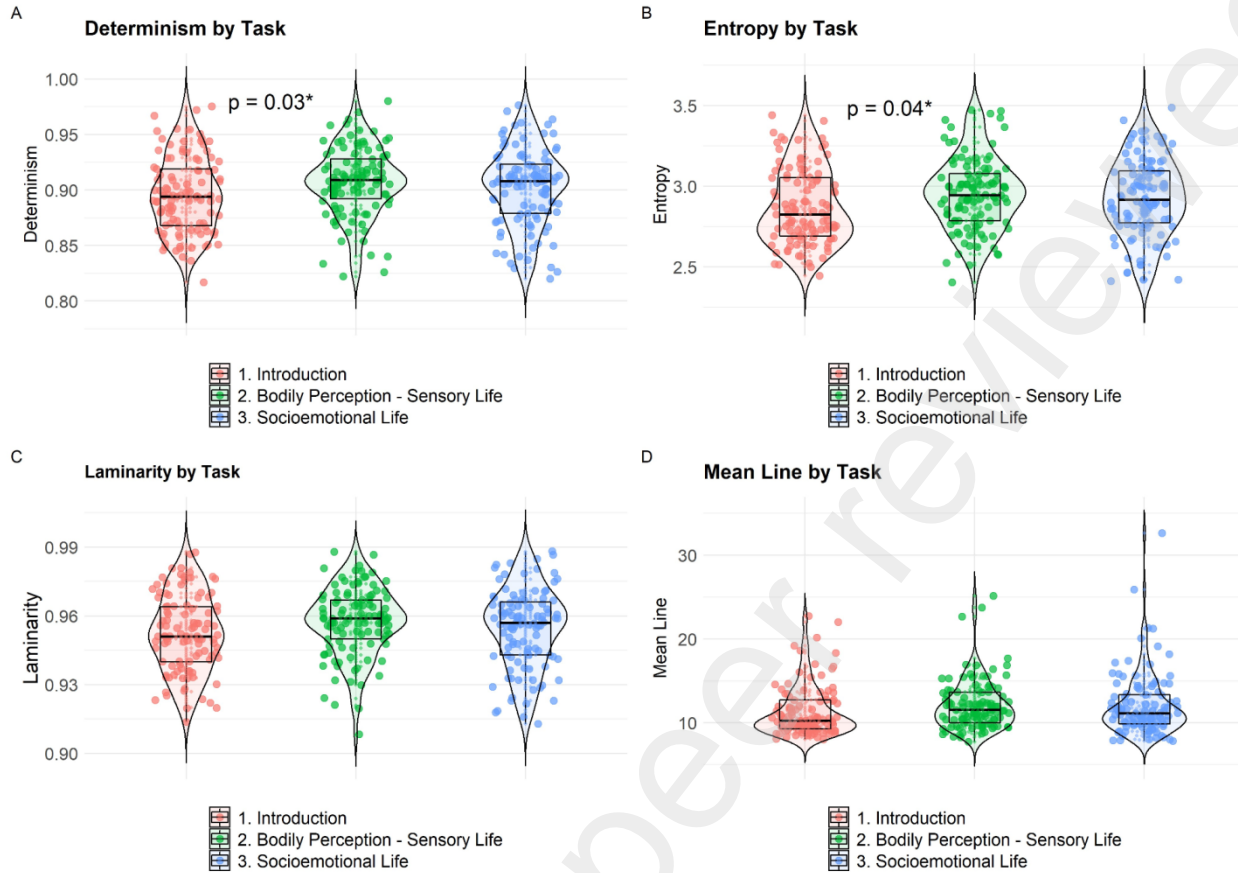 A
Determinism by Task
1.00
0.95
0.90
0.85
0.80
Determinism
p = 0.03*
1. Introduction
2. Bodily Perception - Sensory Life
3. Socioemotional Life
B
Entropy by Task
3.5
3.0
2.5
Entropy
p = 0.04*
1. Introduction
2. Bodily Perception - Sensory Life
3. Socioemotional Life
C
Laminarity by Task
0.99
0.96
0.93
0.90
Laminarity
1. Introduction
2. Bodily Perception - Sensory Life
3. Socioemotional Life
D
Mean Line by Task
30
20
10
Mean Line
1. Introduction
2. Bodily Perception - Sensory Life
3. Socioemotional Life
peer reviewe